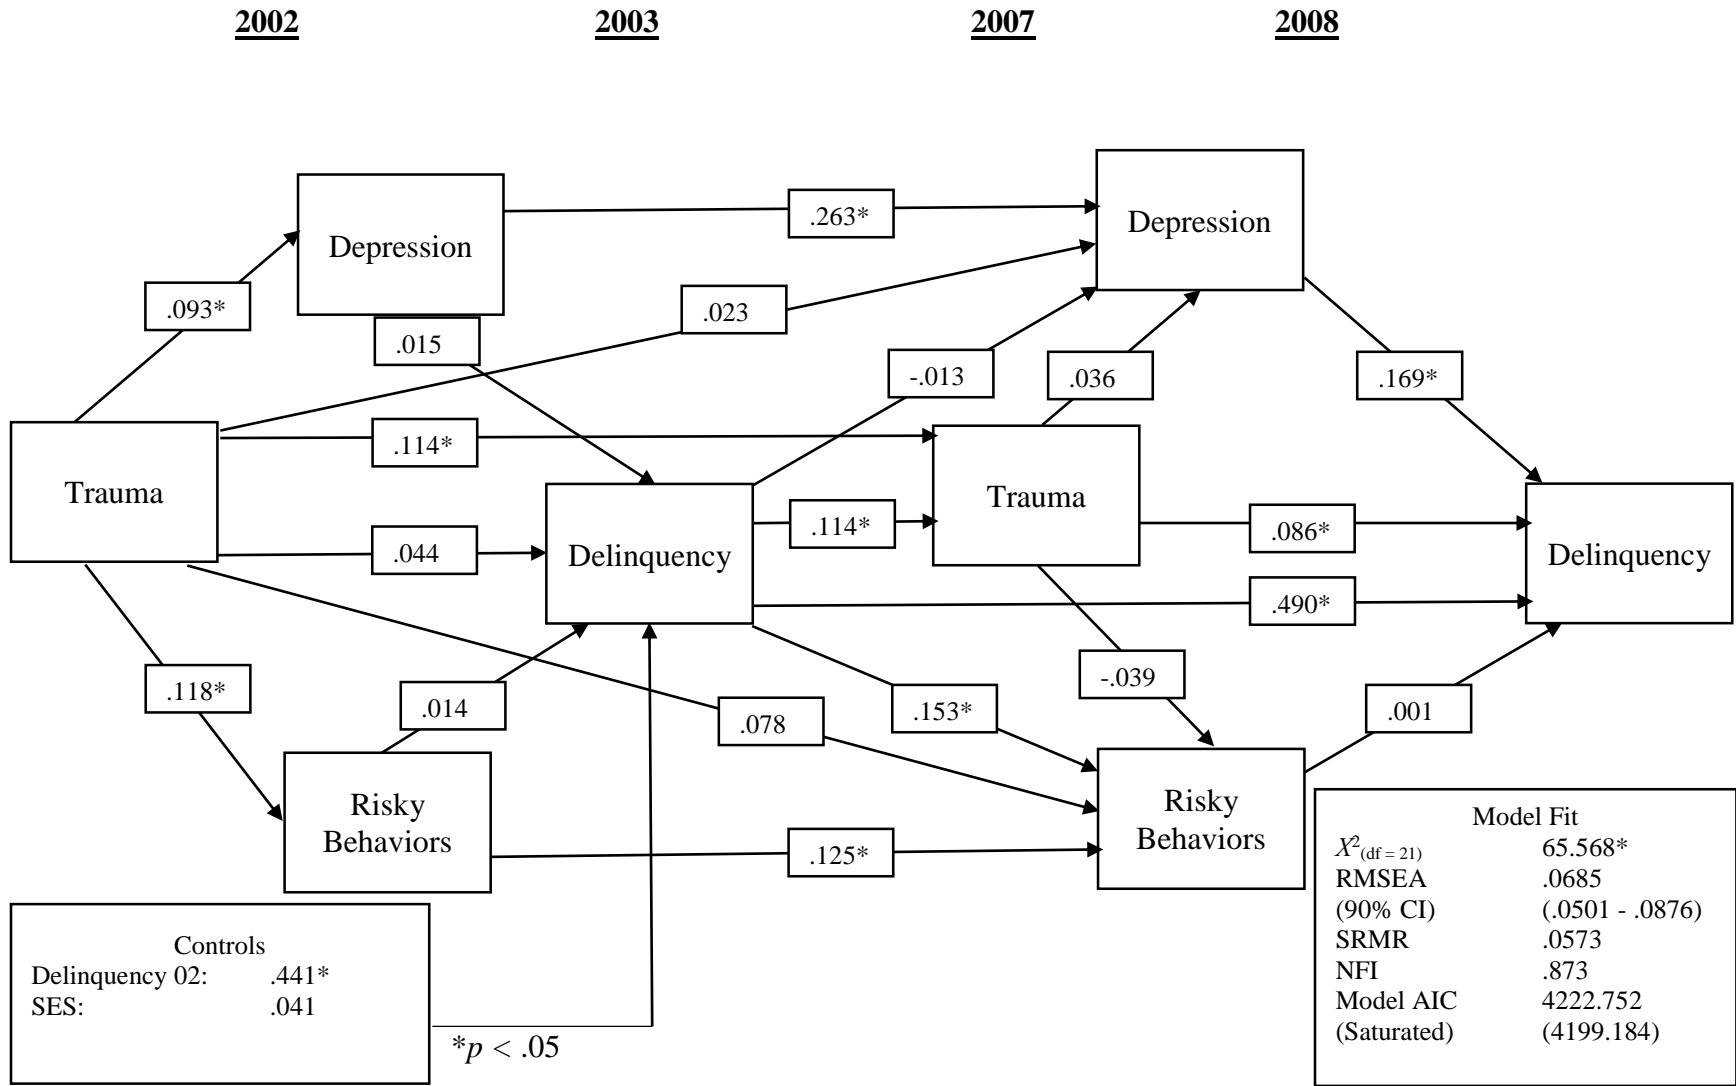 2002 2003 2007 2008
Depression
.263*
Depression
.093*
.023
.015
-.013
.036
.169*
Trauma
.114*
Trauma
.044
Delinquency
.114*
.086*
Delinquency
.490*
.118*
.014
.078
.153*
-.039
.001
Risky
Behaviors
.125*
Risky
Behaviors
Controls
Delinquency 02: .441*
SES: .041
*p < .05
Model Fit
X²(df = 21) 65.568*
RMSEA .0685
(90% CI) (.0501 - .0876)
SRMR .0573
NFI .873
Model AIC 4222.752
(Saturated) (4199.184)